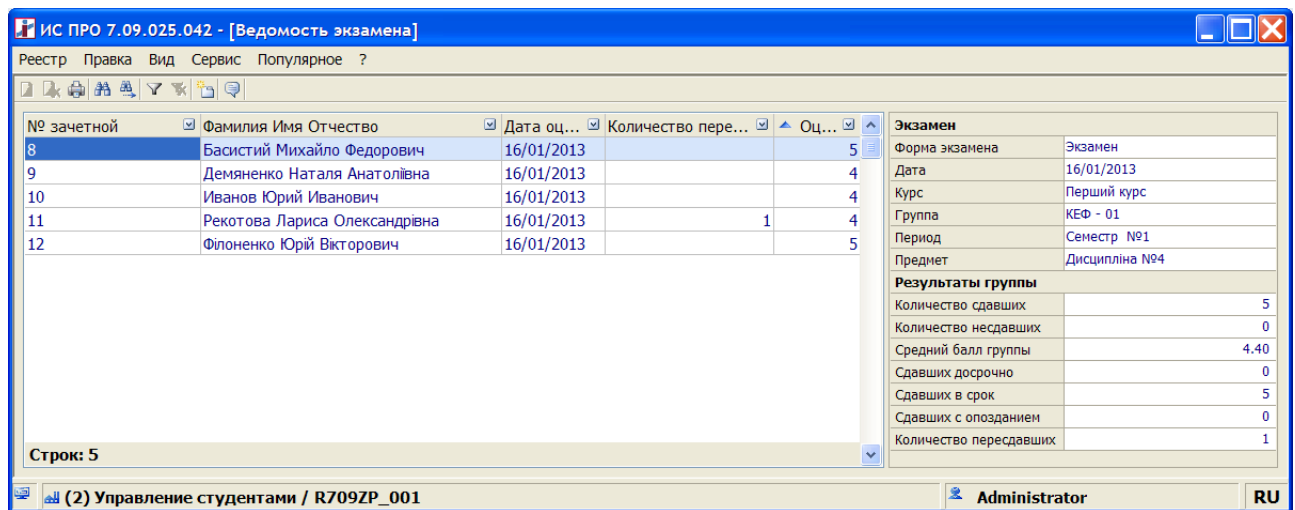 ИС ПРО 7.09.025.042 - [Ведомость экзамена]
Реестр Правка Вид Сервис Популярное ?
№ зачетной Фамилия Имя Отчество Дата оц... Количество пере... Оц...
8 Басистий Михайло Федорович 16/01/2013 5
9 Демяненко Наталя Анатоліївна 16/01/2013 4
10 Иванов Юрий Иванович 16/01/2013 4
11 Рекотова Лариса Олександрівна 16/01/2013 1 4
12 Філоненко Юрій Вікторович 16/01/2013 5
Строк: 5
Экзамен
Форма экзамена Экзамен
Дата 16/01/2013
Курс Перший курс
Группа КЕФ - 01
Период Семестр №1
Предмет Дисципліна №4
Результаты группы
Количество сдавших 5
Количество несдавших 0
Средний балл группы 4.40
Сдавших досрочно 0
Сдавших в срок 5
Сдавших с опозданием 0
Количество пересдавших 1
(2) Управление студентами / R709ZP_001 Administrator RU